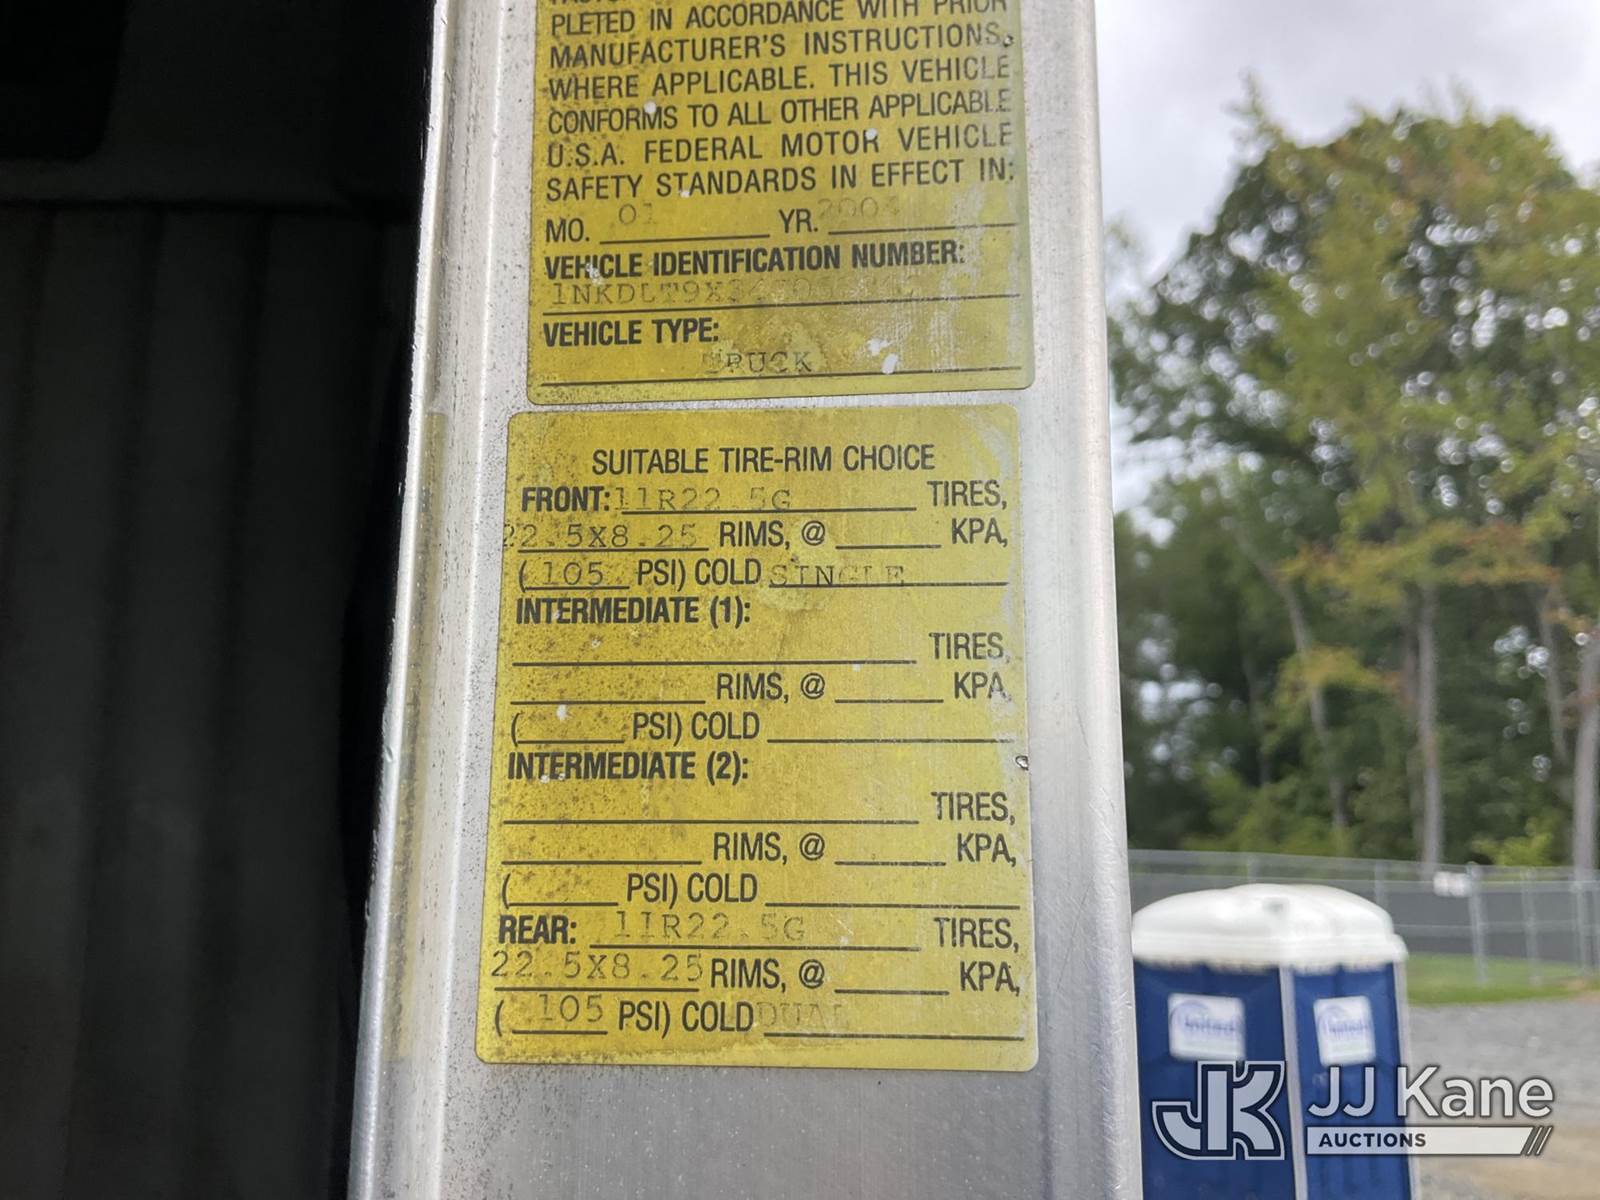 PLETED IN ACCORDANCE WITH PRIOR
MANUFACTURER'S INSTRUCTIONS,
WHERE APPLICABLE. THIS VEHICLE
CONFORMS TO ALL OTHER APPLICABLE
U.S.A. FEDERAL MOTOR VEHICLE
SAFETY STANDARDS IN EFFECT IN:
MO. 01 YR. 2004
VEHICLE IDENTIFICATION NUMBER:
VEHICLE TYPE:
TRUCK
SUITABLE TIRE-RIM CHOICE
FRONT: 11R22.5G TIRES,
22.5X8.25 RIMS, @ KPA,
(105 PSI) COLD SINGLE
INTERMEDIATE (1):
TIRES,
RIMS, @ KPA,
( PSI) COLD
INTERMEDIATE (2):
TIRES,
RIMS, @ KPA,
( PSI) COLD
REAR: 11R22.5G TIRES,
22.5X8.25 RIMS, @ KPA,
(105 PSI) COLD DUAL
United
JK JJ Kane
AUCTIONS